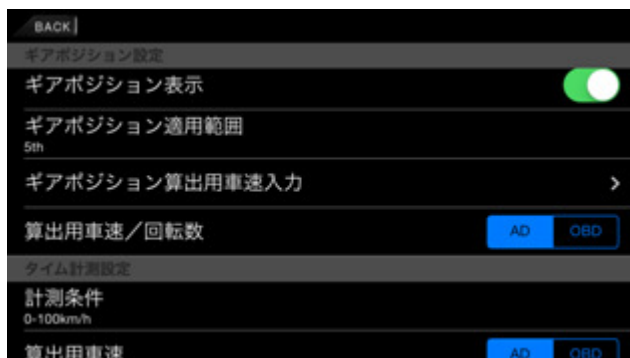 BACK
ギアポジション設定
ギアポジション表示
ギアポジション適用範囲
5th
ギアポジション算出用車速入力
算出用車速／回転数
AD OBD
タイム計測設定
計測条件
0-100km/h
算出用車速
AD OBD